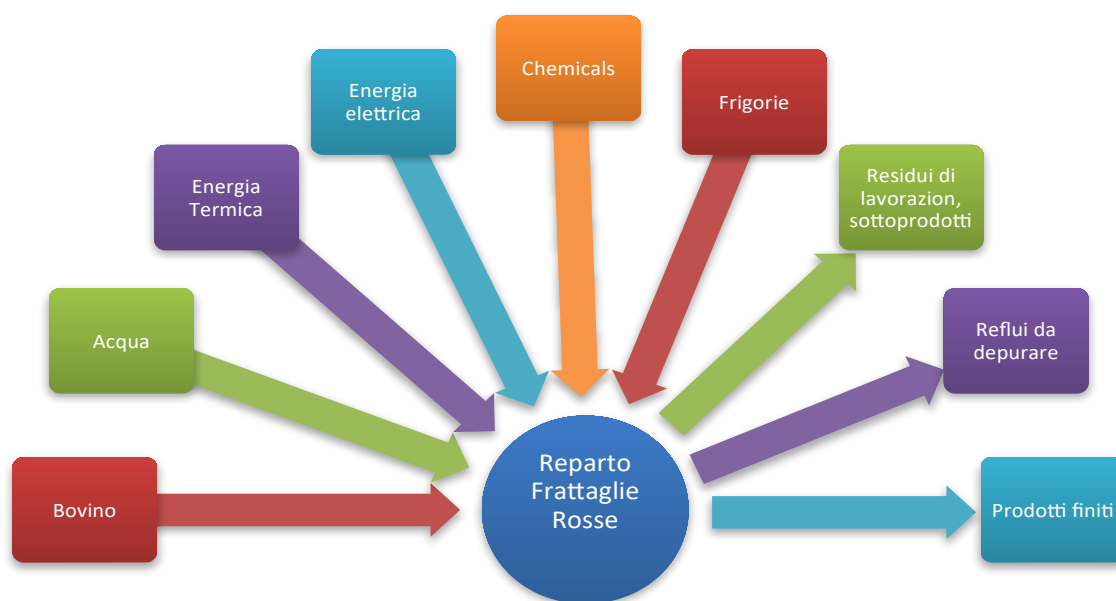 Chemicals
Energia
elettrica
Frigorie
Energia
Termica
Residui di
lavorazion,
sottoprodotti
Acqua
Reflui da
depurare
Bovino
Reparto
Frattaglie
Rosse
Prodotti finiti